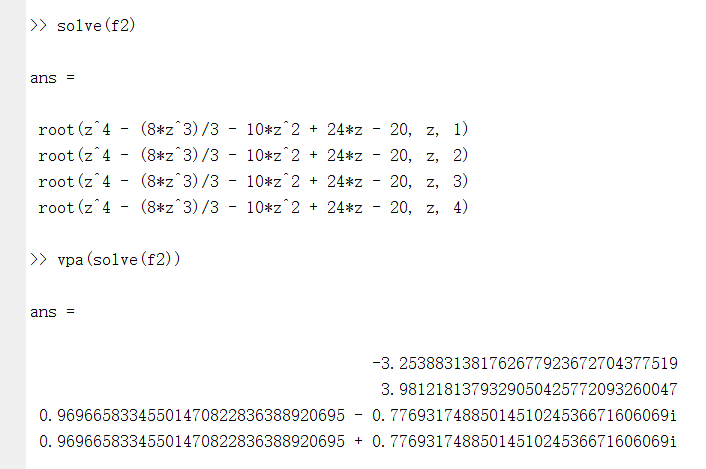 >> solve(f2)
ans =
root(z^4 - (8*z^3)/3 - 10*z^2 + 24*z - 20, z, 1)
root(z^4 - (8*z^3)/3 - 10*z^2 + 24*z - 20, z, 2)
root(z^4 - (8*z^3)/3 - 10*z^2 + 24*z - 20, z, 3)
root(z^4 - (8*z^3)/3 - 10*z^2 + 24*z - 20, z, 4)
>> vpa(solve(f2))
ans =
-3.2538831381762677923672704377519
3.9812181379329050425772093260047
0.96966583345501470822836388920695 - 0.77693174885014510245366716060​69i
0.96966583345501470822836388920695 + 0.7769317488501451024536671606069i